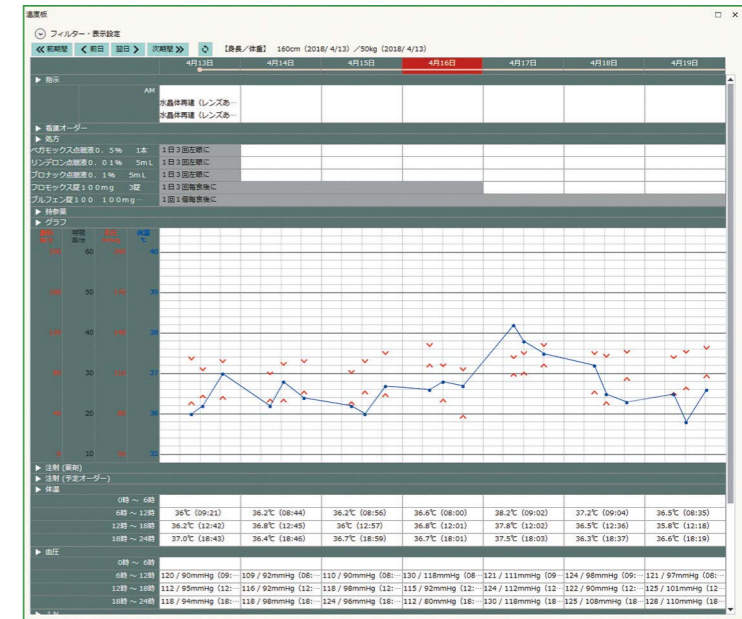 温度板
フィルター・表示設定
前期間 前日 翌日 次期間 【身長／体重】 160cm（2018/ 4/13）／50kg（2018/ 4/13）
4月13日 4月14日 4月15日 4月16日 4月17日 4月18日 4月19日
▶ 指示
AM
水晶体再建（レンズあ…
水晶体再建（レンズあ…
▶ 看護オーダー
▶ 処方
ベガモックス点眼液０．５％ 1本 1日3回左眼に
リンデロン点眼液０．０１％ 5mL 1日3回左眼に
プロナック点眼液０．１％ 5mL 1日3回左眼に
フロモックス錠１００mg 3錠 1日3回毎食後に
ブルフェン錠１００ １００mg… 1回1個毎食後に
▶ 持参薬
▶ グラフ
呼吸 体温
℃
60 40
50 39
40 38
30 37
20 36
10 35
▶ 注射 (薬剤)
▶ 注射 (予定オーダー)
▶ 体温
0時 ～ 6時
6時 ～ 12時 36℃（09:21） 36.2℃（08:44） 36.2℃（08:56） 36.6℃（08:00） 38.2℃（09:02） 37.2℃（09:04） 36.5℃（08:35）
12時 ～ 18時 36.2℃（12:42） 36.8℃（12:45） 36℃（12:57） 36.8℃（12:01） 37.8℃（12:02） 36.5℃（12:36） 35.8℃（12:18）
18時 ～ 24時 37.0℃（18:43） 36.4℃（18:46） 36.7℃（18:59） 36.7℃（18:01） 37.5℃（18:03） 36.3℃（18:37） 36.6℃（18:19）
▶ 血圧
0時 ～ 6時
6時 ～ 12時 120 / 90mmHg（09:… 109 / 92mmHg（08:… 110 / 90mmHg（08:… 130 / 118mmHg（08… 121 / 111mmHg（09… 124 / 98mmHg（09:… 121 / 97mmHg（08:…
12時 ～ 18時 112 / 95mmHg（12:… 116 / 92mmHg（12:… 118 / 98mmHg（12:… 115 / 92mmHg（12:… 124 / 112mmHg（12… 122 / 90mmHg（12:… 125 / 101mmHg（12…
18時 ～ 24時 118 / 94mmHg（18:… 118 / 98mmHg（18:… 124 / 96mmHg（18:… 112 / 80mmHg（18:… 130 / 118mmHg（18… 125 / 108mmHg（18… 128 / 110mmHg（18…